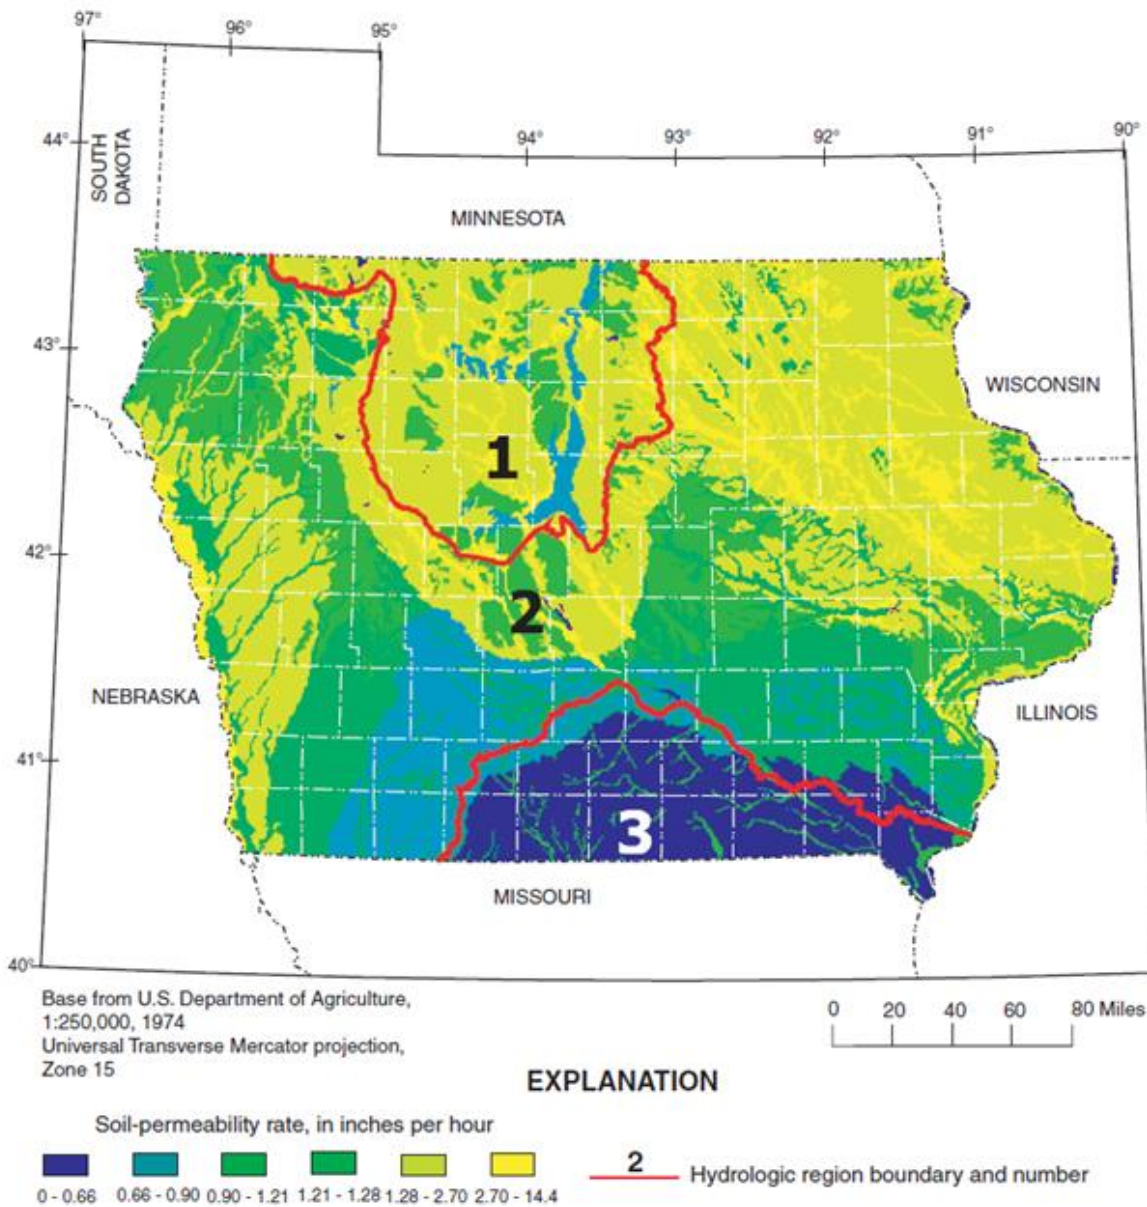 97°
96°
95°
44°
SOUTH
DAKOTA
94°
93°
92°
91°
90°
MINNESOTA
43°
WISCONSIN
1
42°
2
NEBRASKA
ILLINOIS
41°
3
MISSOURI
40°
Base from U.S. Department of Agriculture,
1:250,000, 1974
Universal Transverse Mercator projection,
Zone 15
0 20 40 60 80 Miles
EXPLANATION
Soil-permeability rate, in inches per hour
0 - 0.66 0.66 - 0.90 0.90 - 1.21 1.21 - 1.28 1.28 - 2.70 2.70 - 14.4
2
Hydrologic region boundary and number